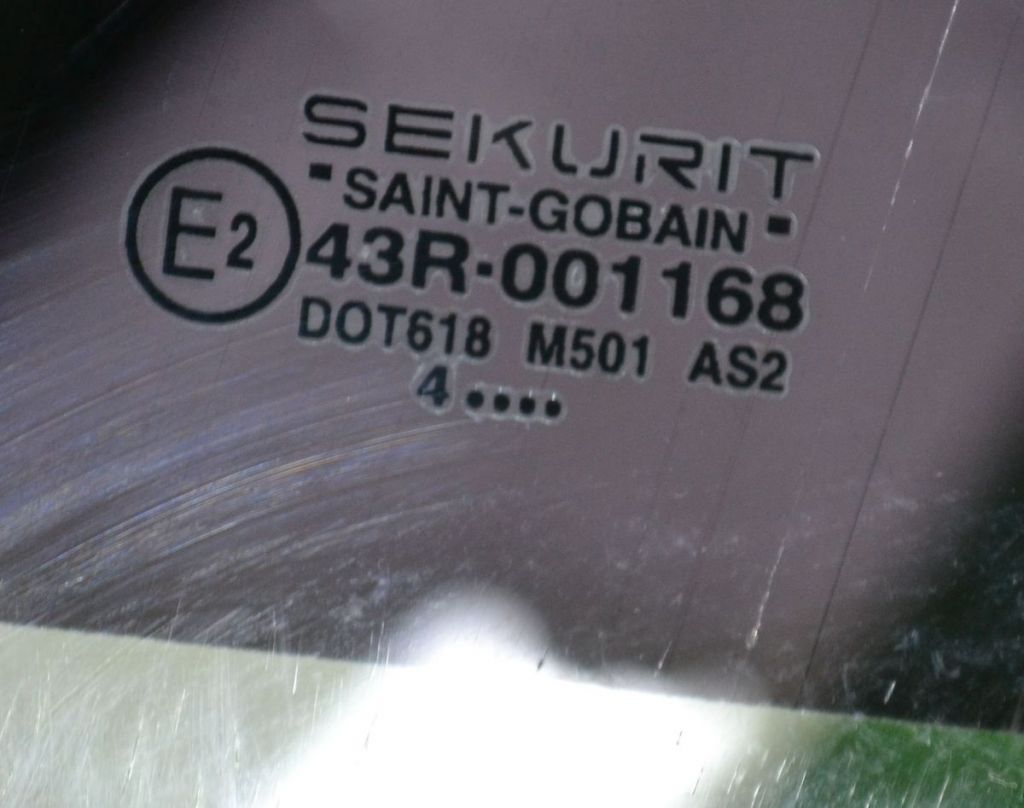 SEKURIT
SAINT-GOBAIN
E2
43R-001168
DOT618 M501 AS2
4....